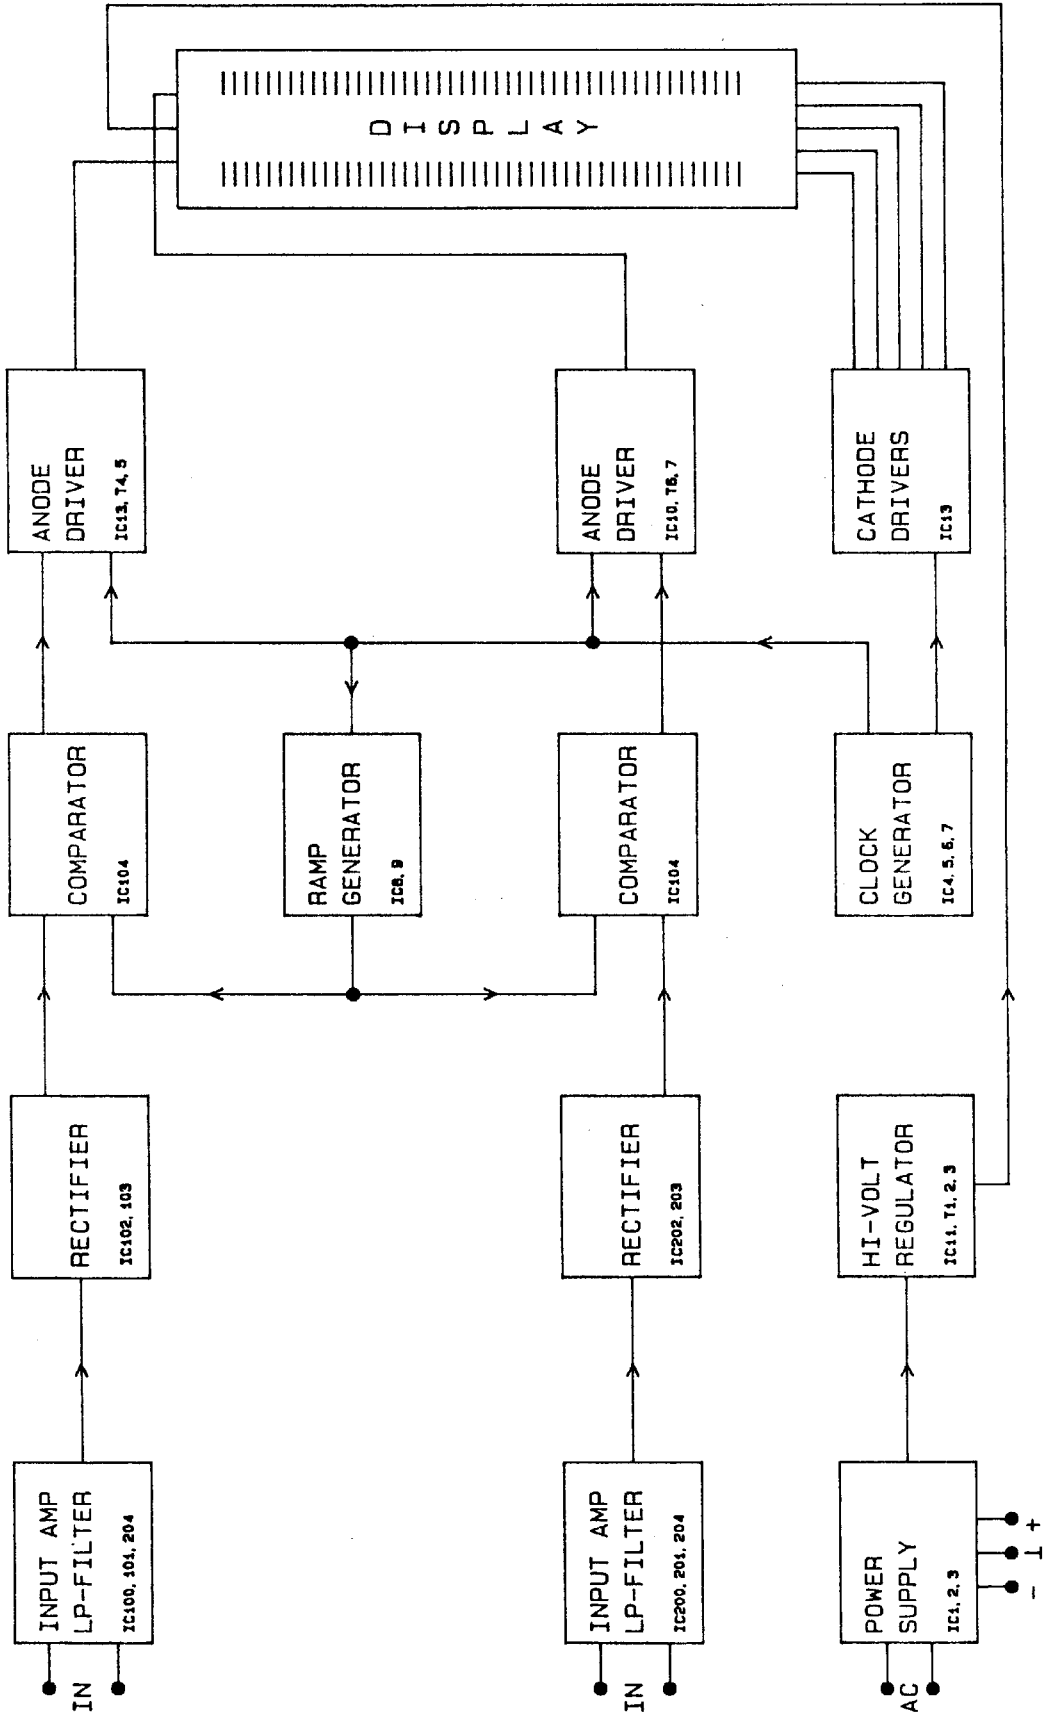 IN
INPUT AMP
LP-FILTER
IC100, 101, 204
RECTIFIER
IC102, 103
COMPARATOR
IC104
ANODE
DRIVER
IC13, T4, 5
RAMP
GENERATOR
IC8, 9
IN
INPUT AMP
LP-FILTER
IC200, 201, 204
RECTIFIER
IC202, 203
COMPARATOR
IC104
ANODE
DRIVER
IC10, T6, 7
DISPLAY
AC
POWER
SUPPLY
IC1, 2, 3
- ⊥ +
HI-VOLT
REGULATOR
IC11, T1, 2, 3
CLOCK
GENERATOR
IC4, 5, 6, 7
CATHODE
DRIVERS
IC13